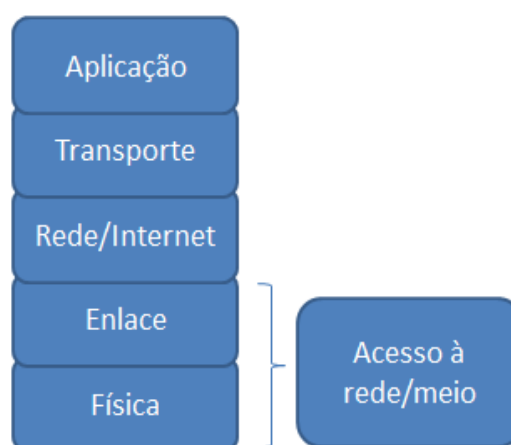 Aplicação
Transporte
Rede/Internet
Enlace
Física
Acesso à
rede/meio